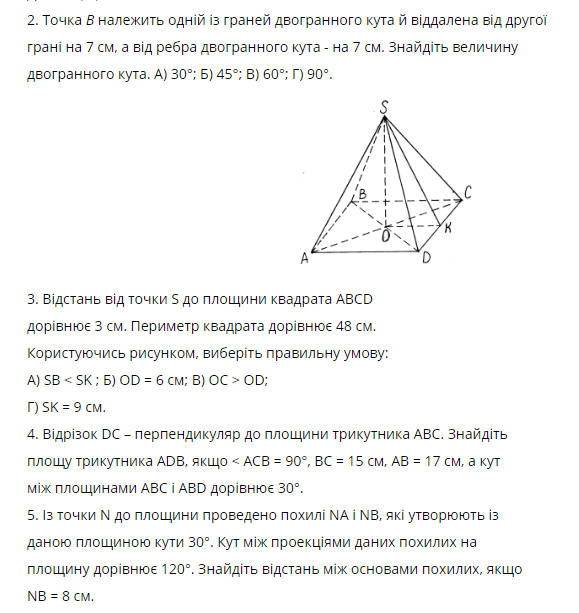 2. Точка В належить одній із граней двогранного кута й віддалена від другої
грані на 7 см, а від ребра двогранного кута - на 7 см. Знайдіть величину
двогранного кута. А) 30°; Б) 45°; В) 60°; Г) 90°.
S
B
C
O
K
A
D
3. Відстань від точки S до площини квадрата ABCD
дорівнює 3 см. Периметр квадрата дорівнює 48 см.
Користуючись рисунком, виберіть правильну умову:
А) SB < SK ; Б) OD = 6 см; В) ОС > OD;
Г) SK = 9 см.
4. Відрізок DC – перпендикуляр до площини трикутника АВС. Знайдіть
площу трикутника ADB, якщо < ACB = 90°, ВС = 15 см, АВ = 17 см, а кут
між площинами АВС і ABD дорівнює 30°.
5. Із точки N до площини проведено похилі NA і NB, які утворюють із
даною площиною кути 30°. Кут між проекціями даних похилих на
площину дорівнює 120°. Знайдіть відстань між основами похилих, якщо
NB = 8 см.